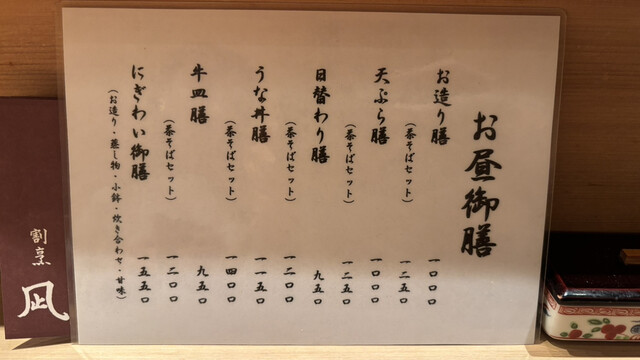 お昼御膳
お造り膳 一〇〇〇
(茶そばセット) 一二五〇
天ぷら膳 一〇〇〇
(茶そばセット) 一二五〇
日替わり膳 九五〇
(茶そばセット) 一二〇〇
うな丼膳 一一五〇
(茶そばセット) 一四〇〇
牛皿膳 九五〇
(茶そばセット) 一二〇〇
にぎわい御膳 一五五〇
(お造り・蒸し物・小鉢・炊き合わせ・甘味)
割烹
凪